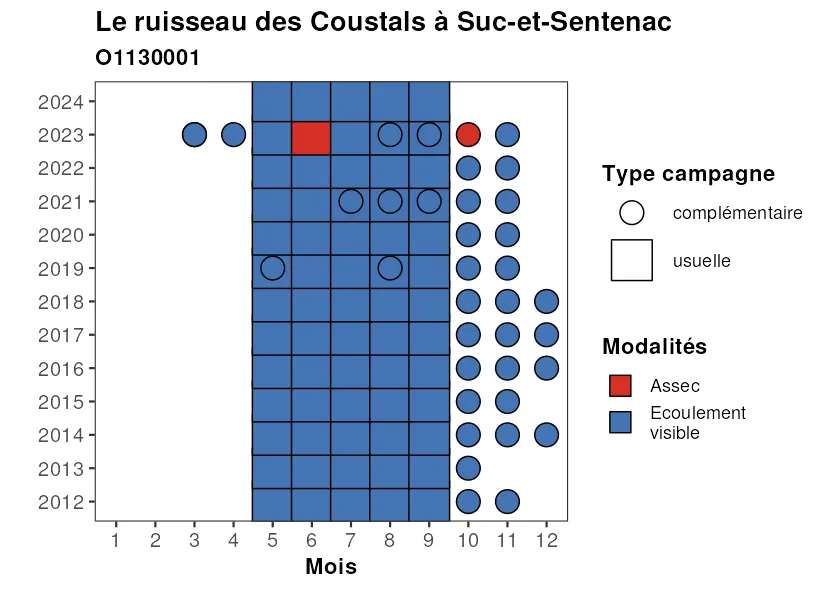 Le ruisseau des Coustals à Suc-et-Sentenac
O1130001
2024
2023
2022
2021
2020
2019
2018
2017
2016
2015
2014
2013
2012
1 2 3 4 5 6 7 8 9 10 11 12
Mois
Type campagne
complémentaire
usuelle
Modalités
Assec
Ecoulement
visible